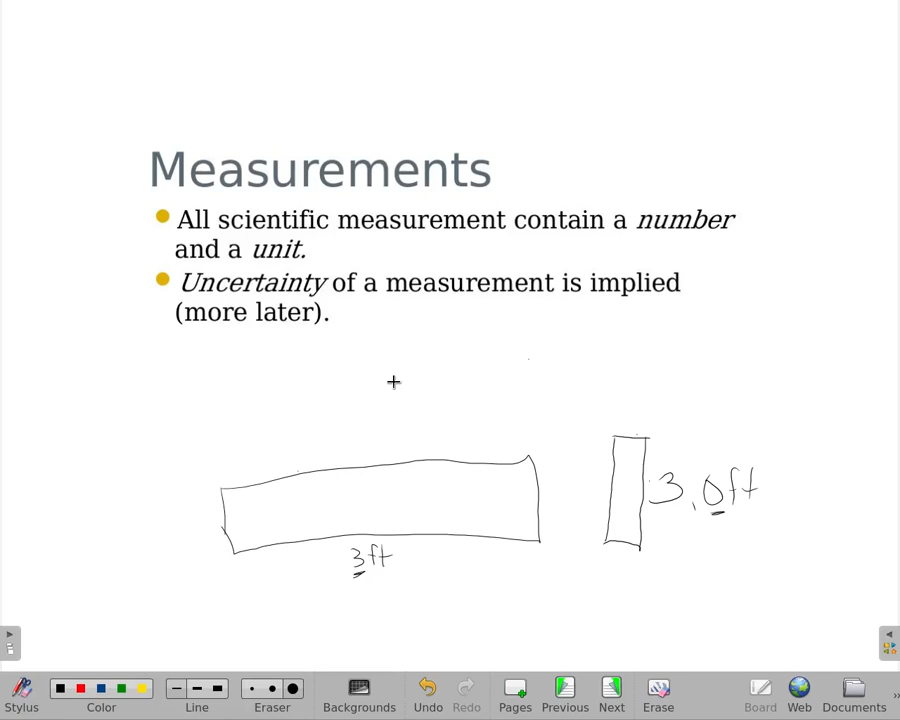 Measurements
All scientific measurement contain a number
and a unit.
Uncertainty of a measurement is implied
(more later).
3.0ft
3ft
Stylus
Color
Line
Eraser
Backgrounds
Undo
Redo
Pages
Previous
Next
Erase
Board
Web
Documents